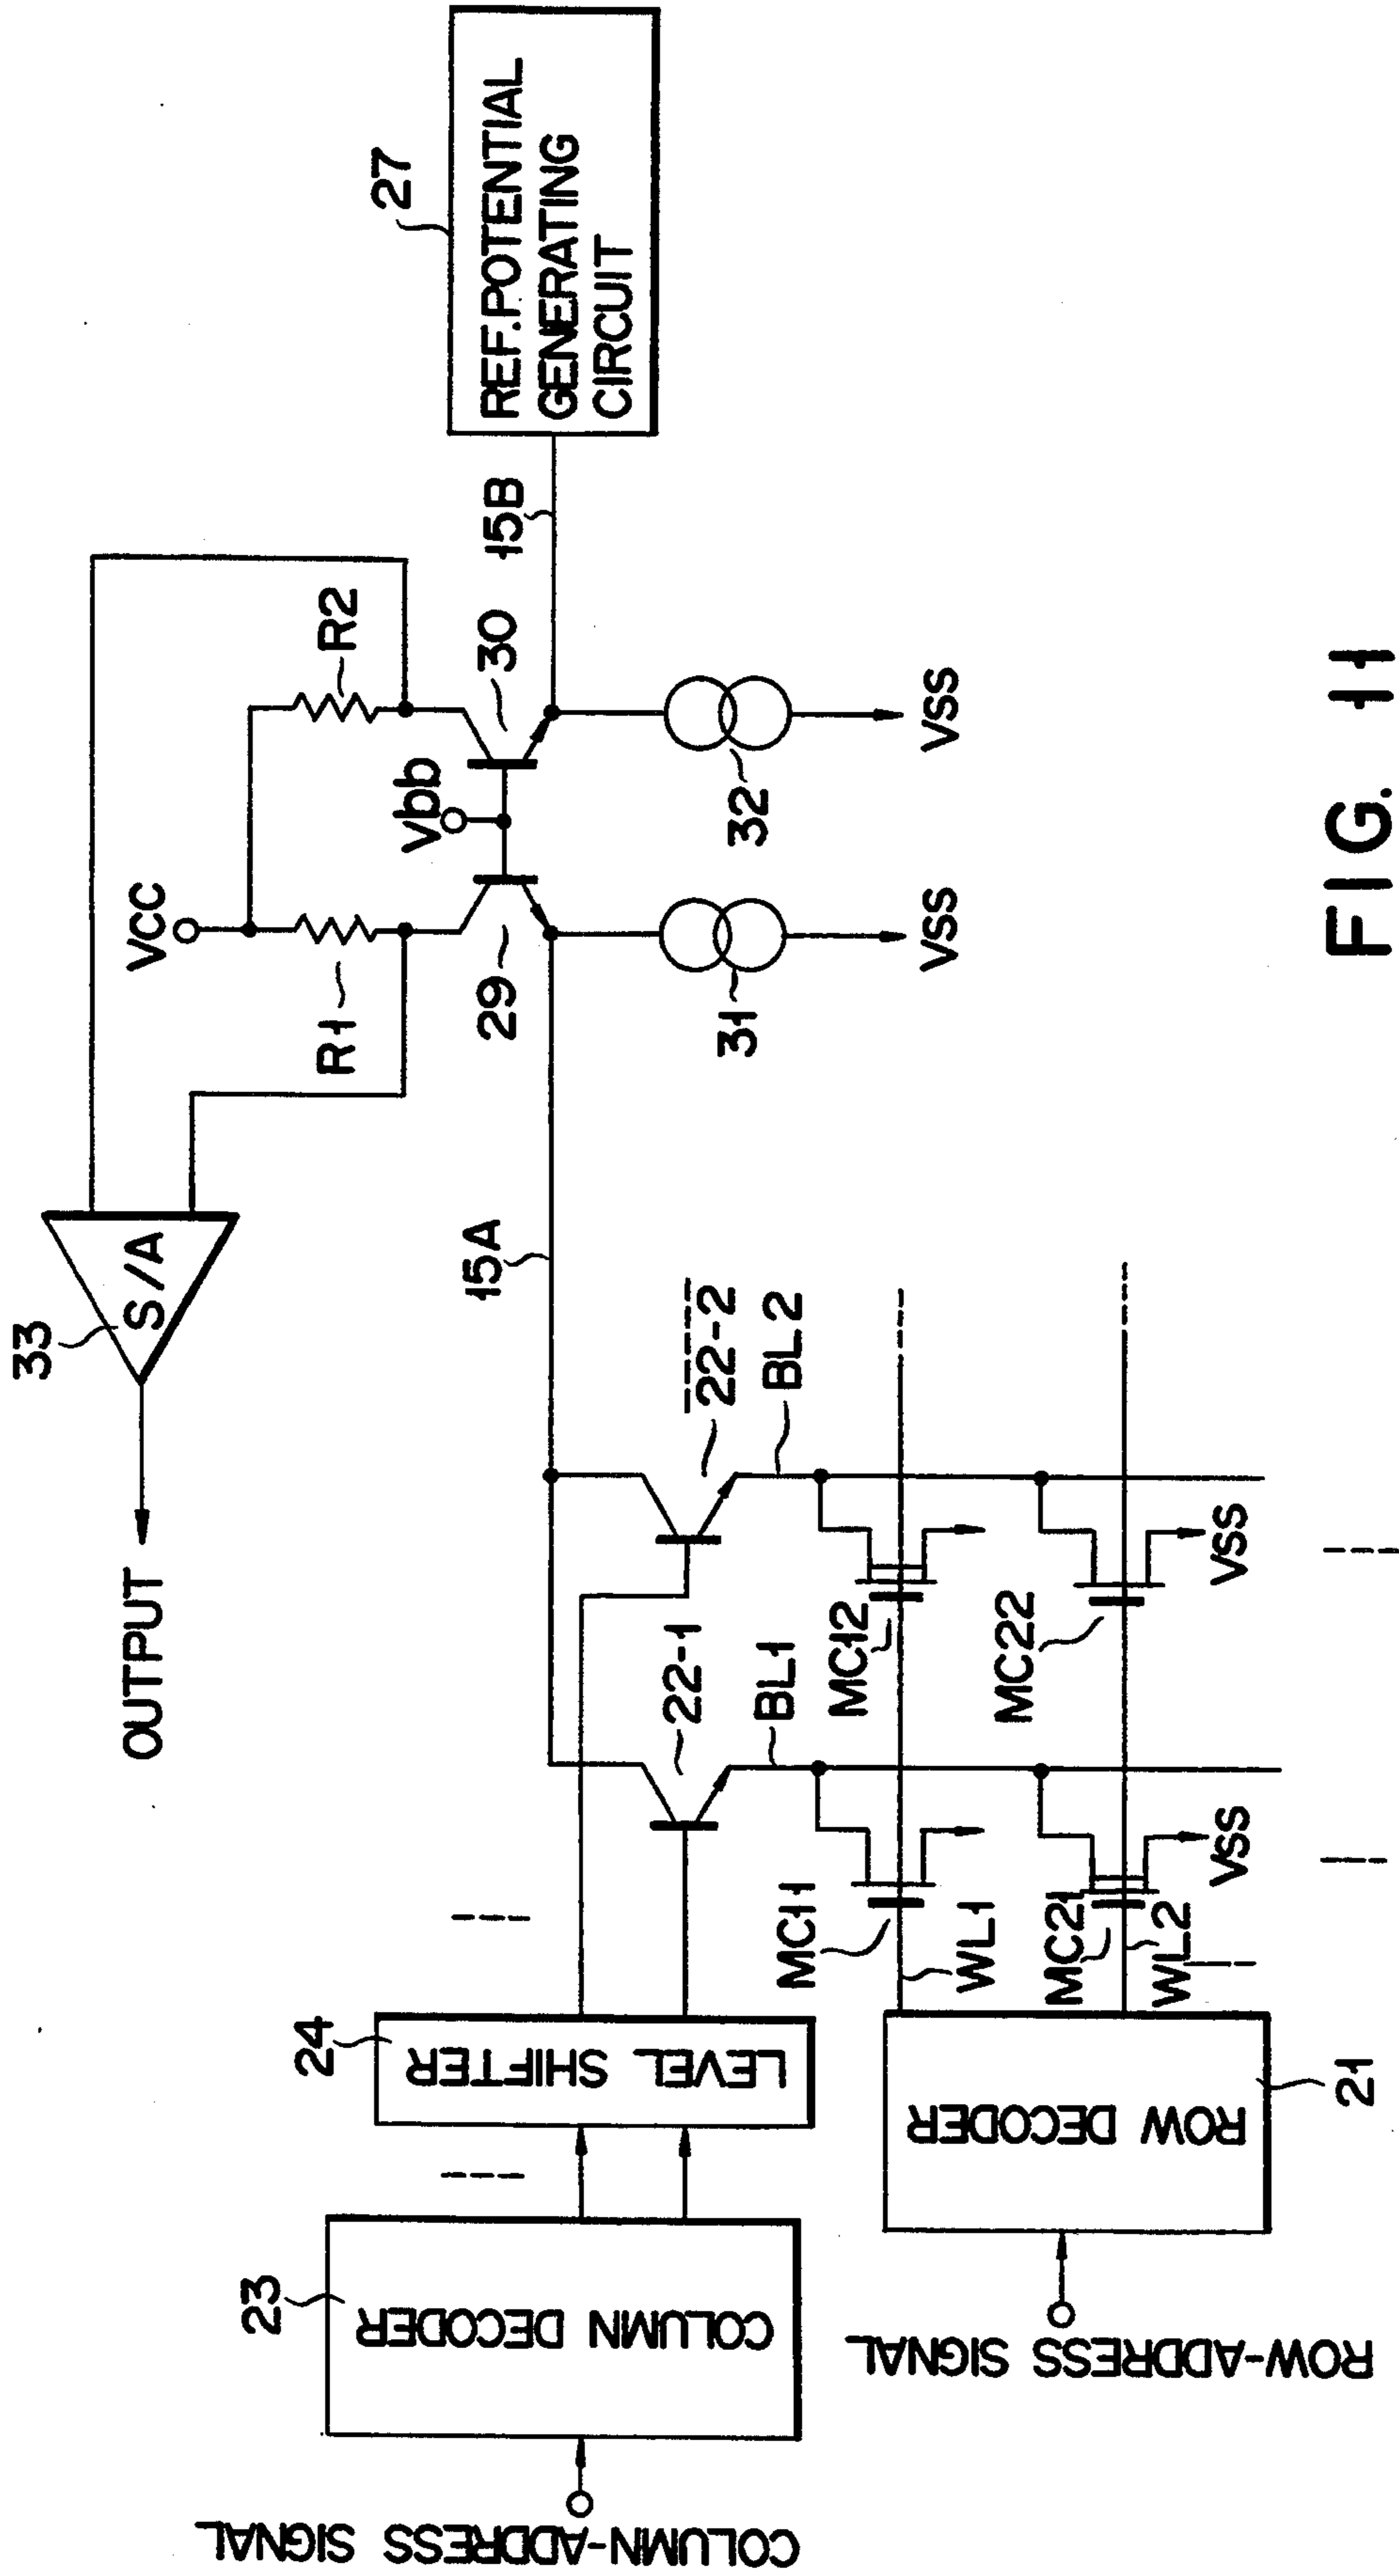 33
S/A
OUTPUT
VCC
R1
R2
Vbb
29
30
31
32
VSS
VSS
15A
15B
27
REF.POTENTIAL
GENERATING
CIRCUIT
COLUMN-ADDRESS SIGNAL
23
COLUMN DECODER
24
LEVEL SHIFTER
22-1
22-2
BL1
BL2
MC11
MC12
WL1
MC21
MC22
WL2
VSS
VSS
ROW-ADDRESS SIGNAL
ROW DECODER
21
FIG. 11